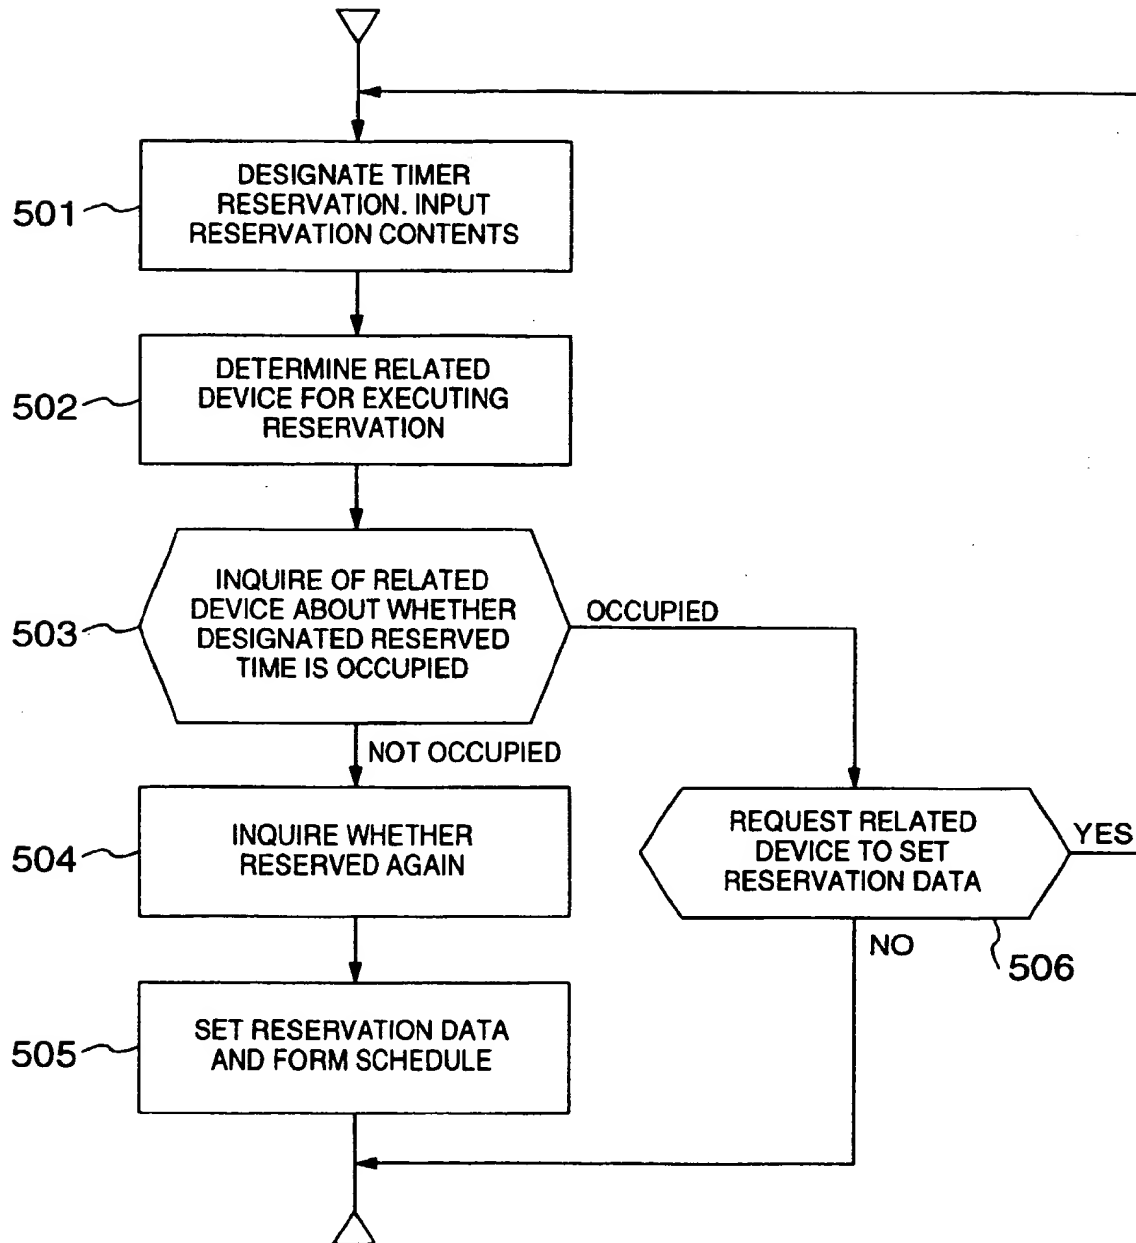 501
DESIGNATE TIMER
RESERVATION. INPUT
RESERVATION CONTENTS
502
DETERMINE RELATED
DEVICE FOR EXECUTING
RESERVATION
503
INQUIRE OF RELATED
DEVICE ABOUT WHETHER
DESIGNATED RESERVED
TIME IS OCCUPIED
OCCUPIED
NOT OCCUPIED
504
INQUIRE WHETHER
RESERVED AGAIN
REQUEST RELATED
DEVICE TO SET
RESERVATION DATA
YES
NO
506
505
SET RESERVATION DATA
AND FORM SCHEDULE